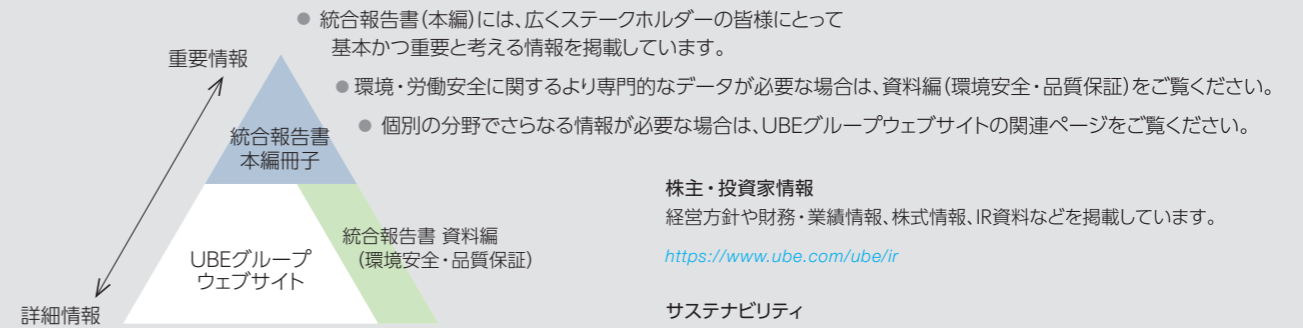 ● 統合報告書(本編)には、広くステークホルダーの皆様にとって
基本かつ重要と考える情報を掲載しています。
重要情報
● 環境・労働安全に関するより専門的なデータが必要な場合は、資料編(環境安全・品質保証)をご覧ください。
● 個別の分野でさらなる情報が必要な場合は、UBEグループウェブサイトの関連ページをご覧ください。
統合報告書
本編冊子
統合報告書 資料編
(環境安全・品質保証)
UBEグループ
ウェブサイト
詳細情報
株主・投資家情報
経営方針や財務・業績情報、株式情報、IR資料などを掲載しています。
https://www.ube.com/ube/ir
サステナビリティ